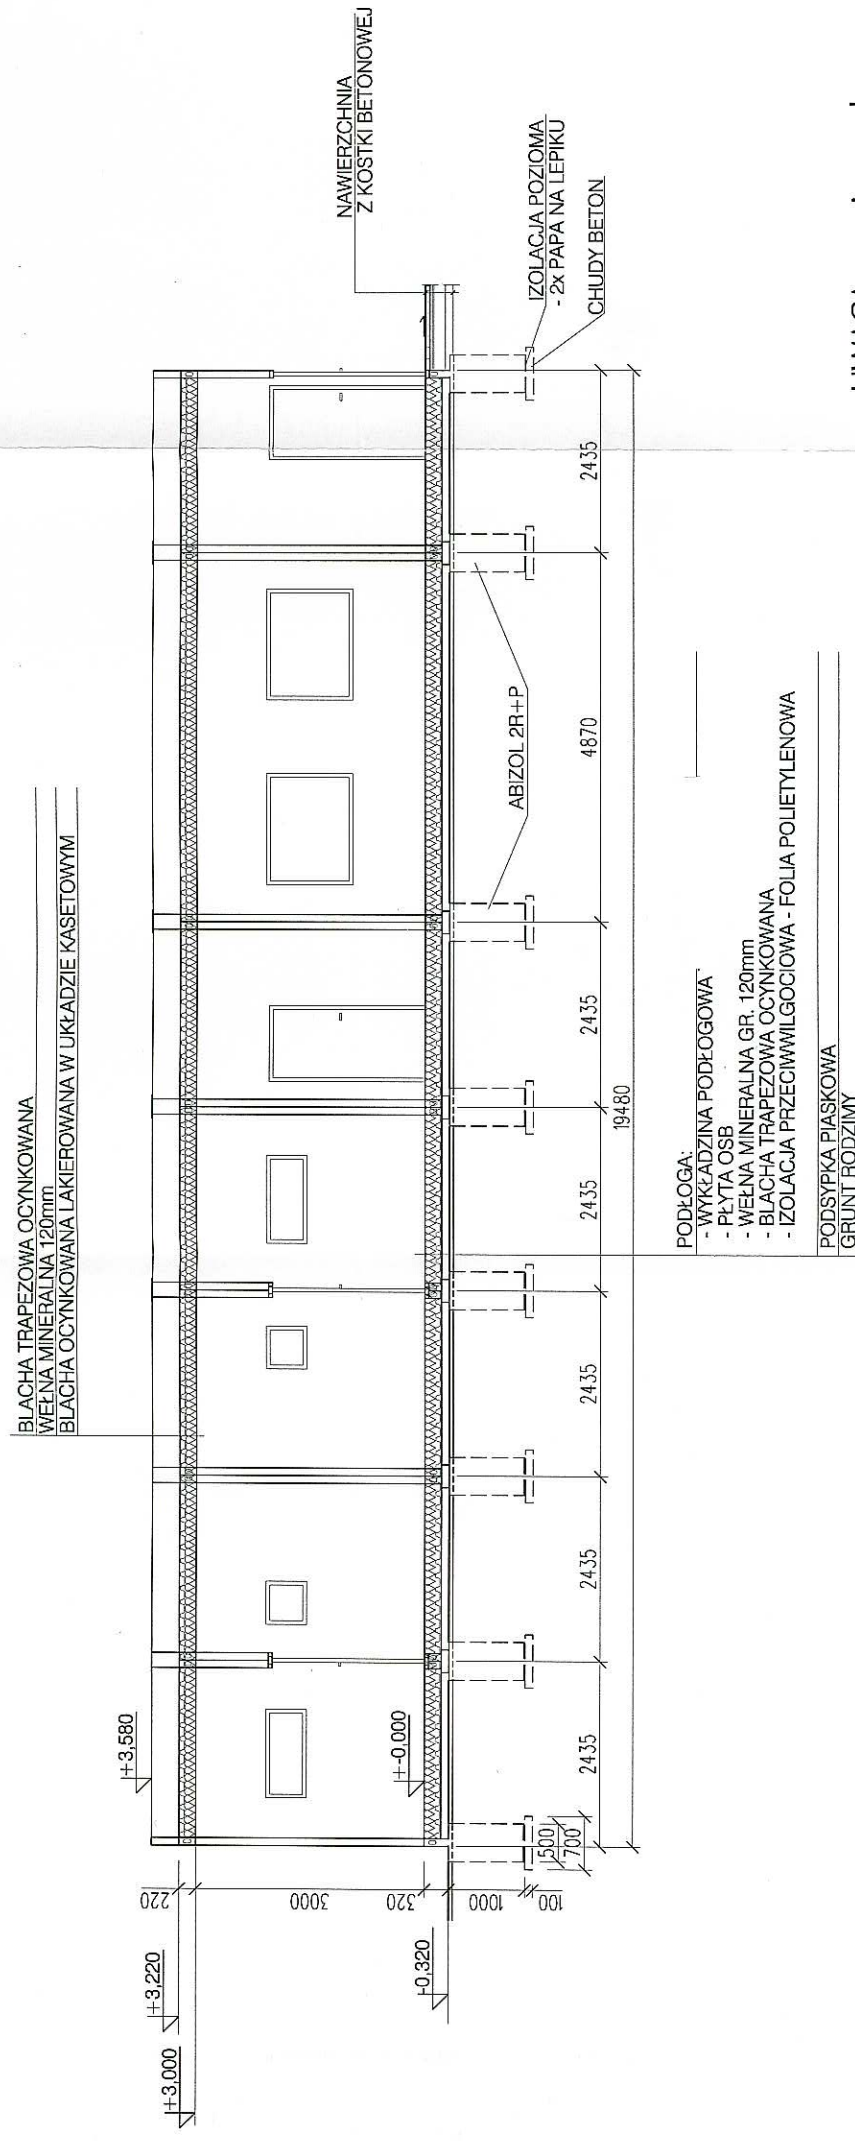 BLACHA TRAPEZOWA OCYNKOWANA
WEŁNA MINERALNA 120mm
BLACHA OCYNKOWANA LAKIEROWANA W UKŁADZIE KASETOWYM
NAWIERZCHNIA
Z KOSTKI BETONOWEJ
+3,580
+3,220
+3,000
+-0,000
-0,320
220
3000
320
1000
100
500
700
IZOLACJA POZIOMA
- 2x PAPA NA LEPIKU
CHUDY BETON
ABIZOL 2R+P
2435
2435
2435
2435
2435
4870
2435
19480
PODŁOGA:
- WYKŁADZINA PODŁOGOWA
- PŁYTA OSB
- WEŁNA MINERALNA GR. 120mm
- BLACHA TRAPEZOWA OCYNKOWANA
- IZOLACJA PRZECIWWILGOCIOWA - FOLIA POLIETYLENOWA
PODSYPKA PIASKOWA
GRUNT RODZIMY